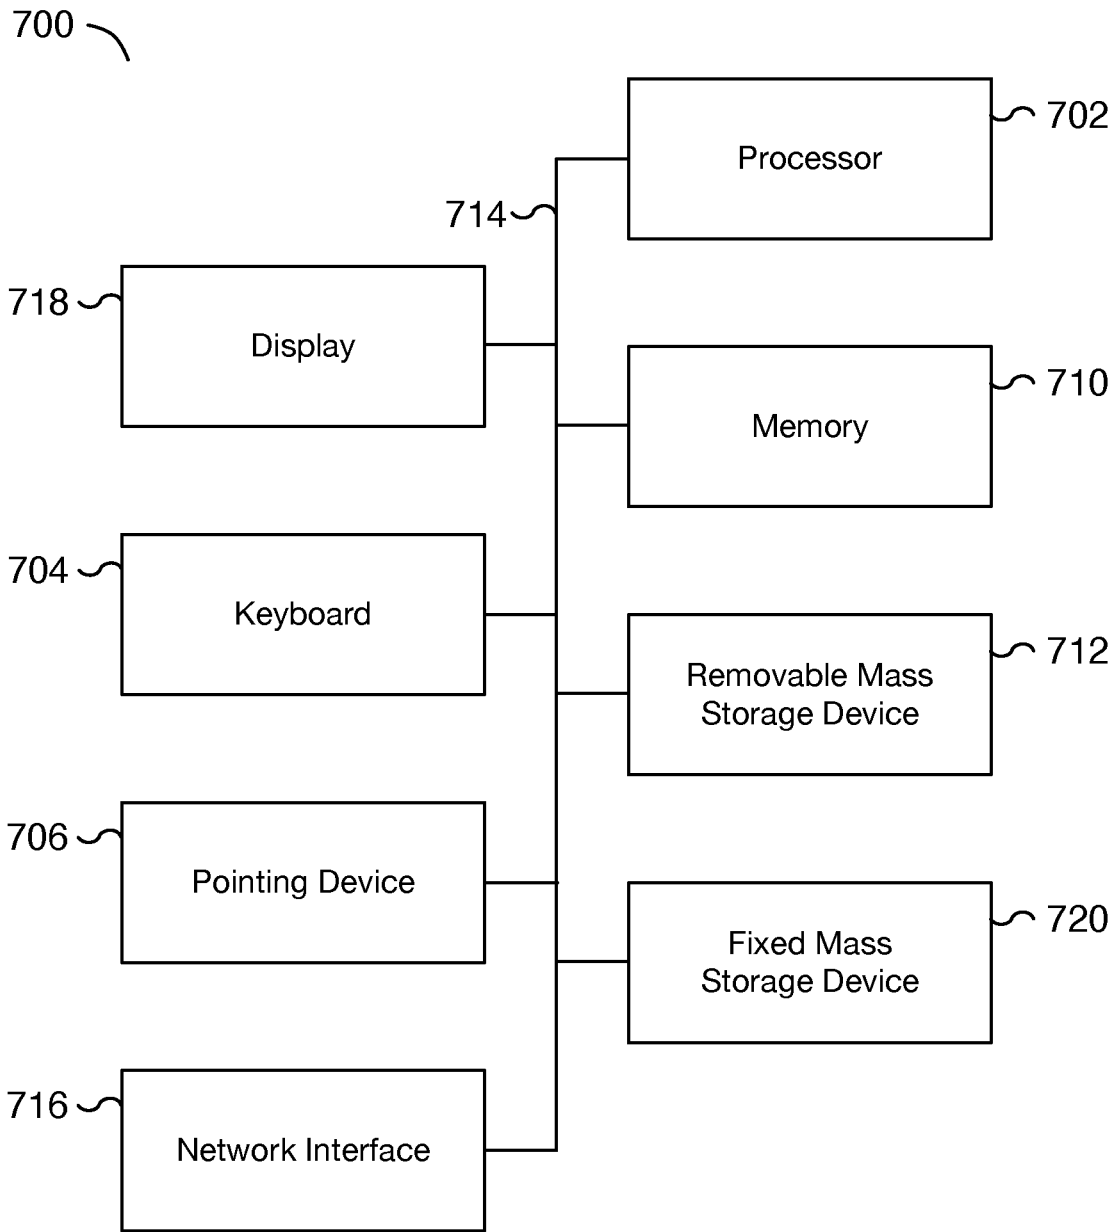 700
702
Processor
714
718
Display
710
Memory
704
Keyboard
712
Removable Mass
Storage Device
706
Pointing Device
720
Fixed Mass
Storage Device
716
Network Interface